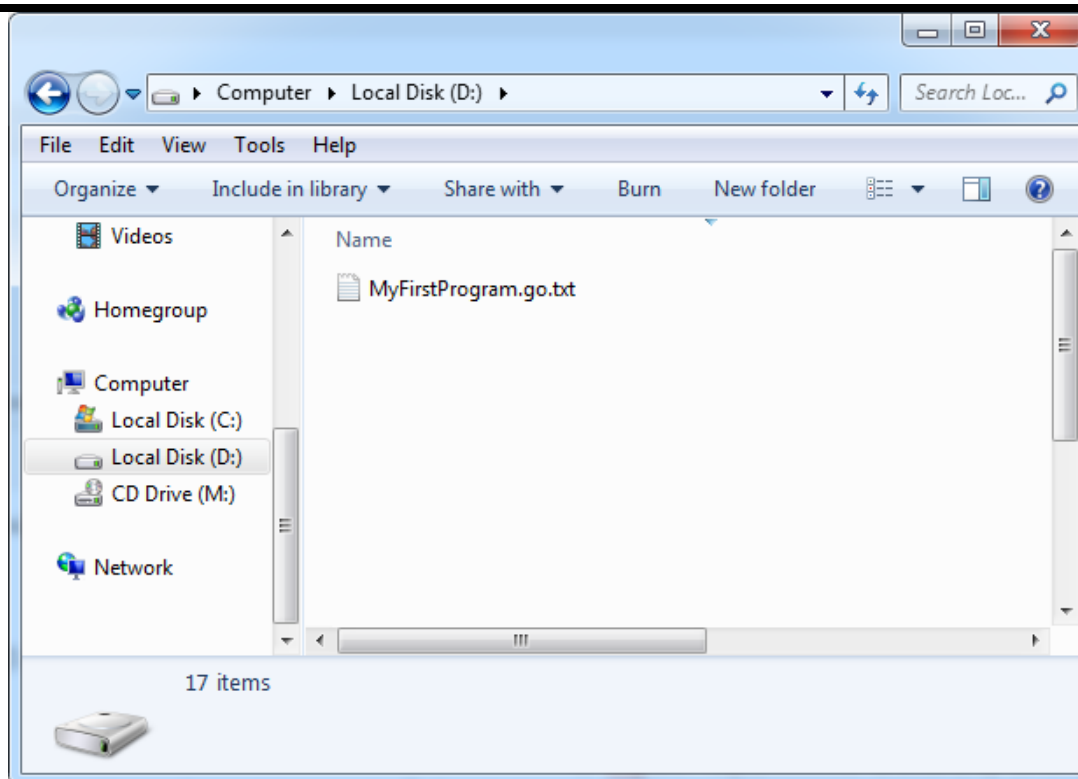 Computer Local Disk (D:) Search Loc...
File Edit View Tools Help
Organize Include in library Share with Burn New folder
Videos
Name
MyFirstProgram.go.txt
Homegroup
Computer
Local Disk (C:)
Local Disk (D:)
CD Drive (M:)
Network
17 items